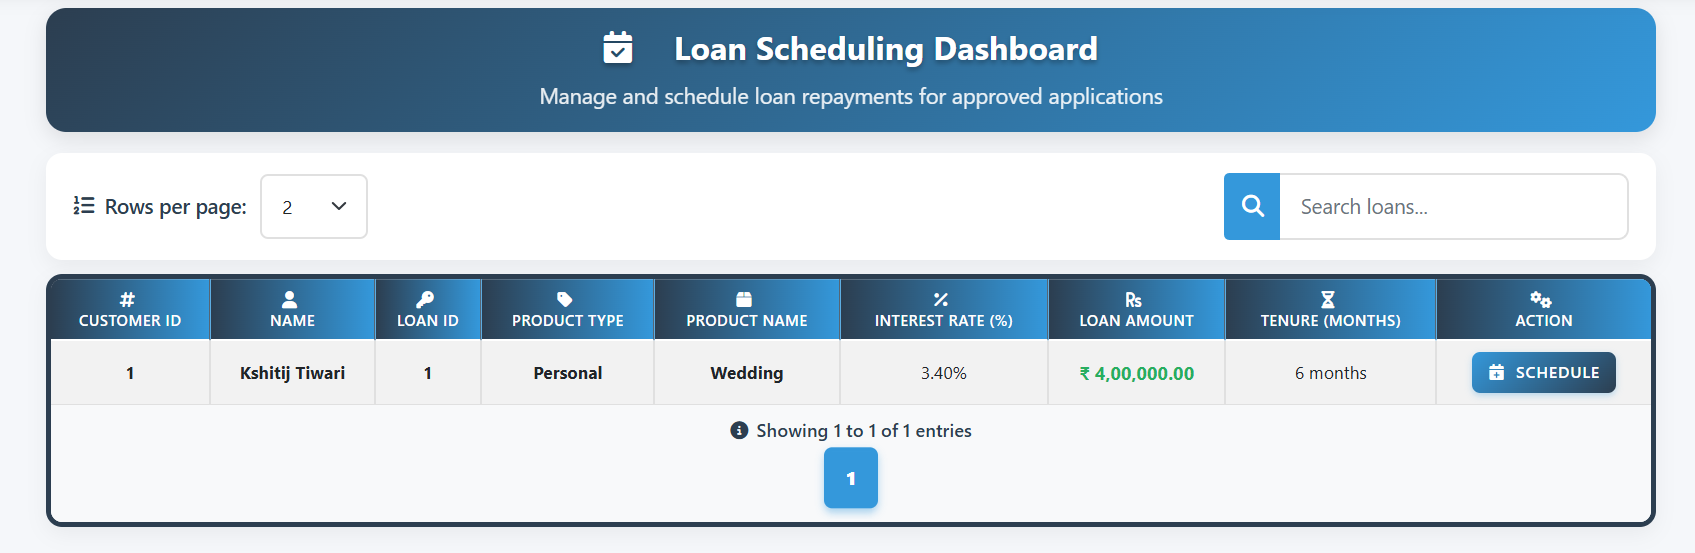 Loan Scheduling Dashboard
Manage and schedule loan repayments for approved applications
Rows per page: 2
Search loans...
CUSTOMER ID NAME LOAN ID PRODUCT TYPE PRODUCT NAME INTEREST RATE (%) LOAN AMOUNT TENURE (MONTHS) ACTION
1 Kshitij Tiwari 1 Personal Wedding 3.40% ₹ 4,00,000.00 6 months SCHEDULE
Showing 1 to 1 of 1 entries
1